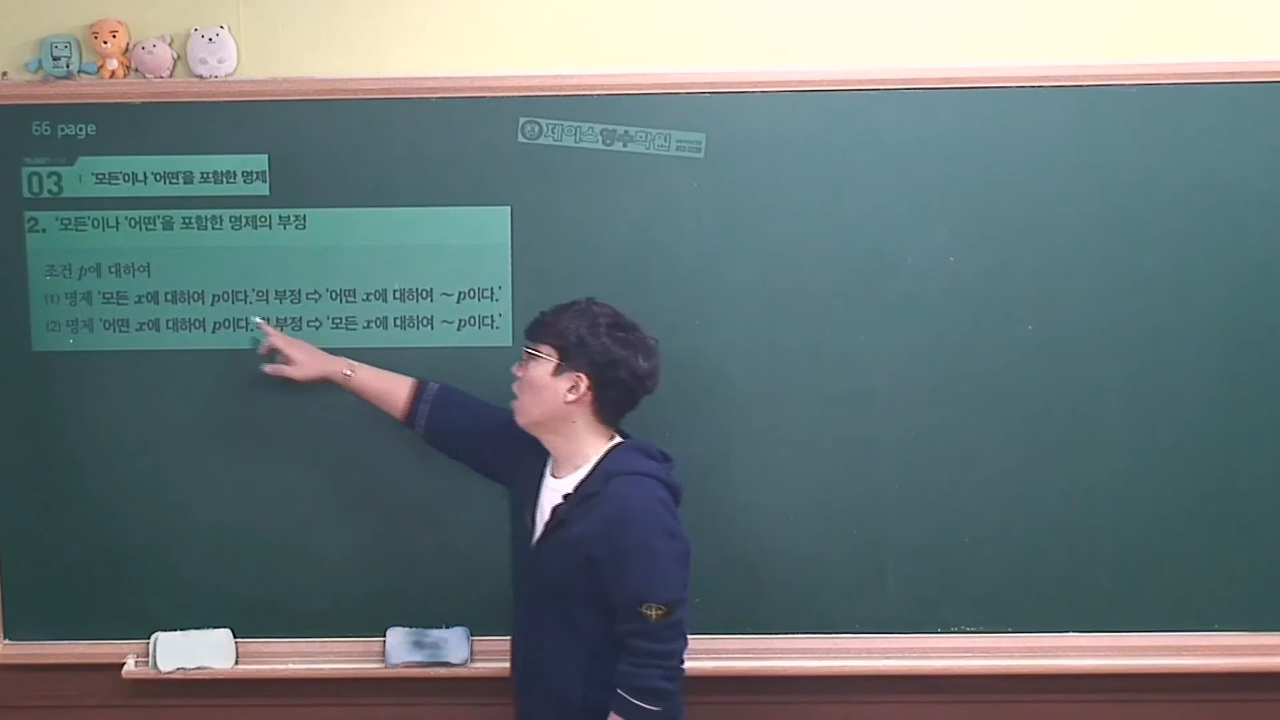 66 page
제이스영수학원
03 '모든'이나 '어떤'을 포함한 명제
2. '모든'이나 '어떤'을 포함한 명제의 부정
조건 p에 대하여
(1) 명제 '모든 x에 대하여 p이다.'의 부정 ⇨ '어떤 x에 대하여 ~p이다.'
(2) 명제 '어떤 x에 대하여 p이다.'의 부정 ⇨ '모든 x에 대하여 ~p이다.'